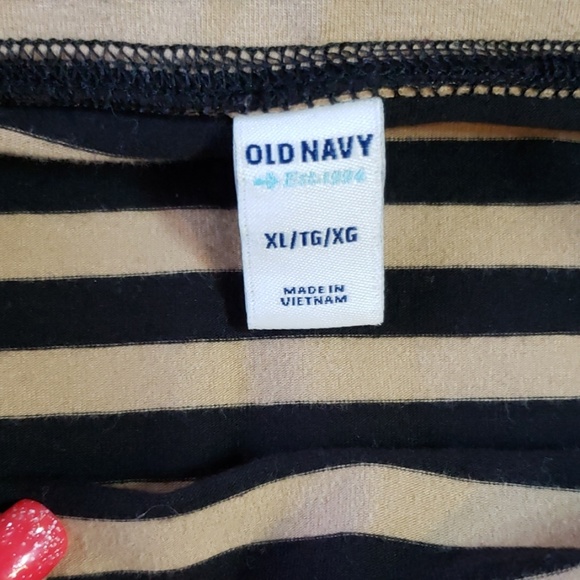 OLD NAVY
Est. 1994
XL/TG/XG
MADE IN
VIETNAM